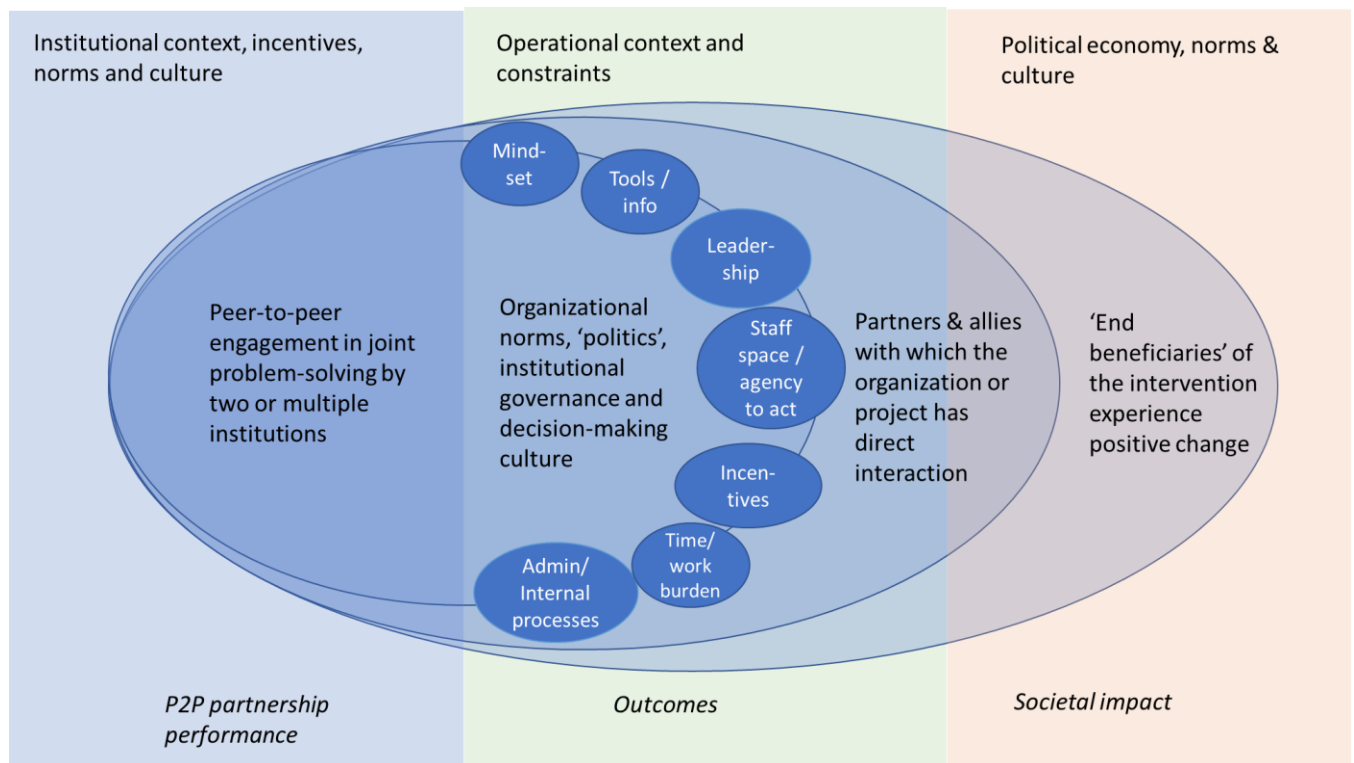 Institutional context, incentives,
norms and culture
Operational context and
constraints
Political economy, norms &
culture
Mind-
set
Tools /
info
Leader-
ship
Staff
space /
agency
to act
Incen-
tives
Time/
work
burden
Admin/
Internal
processes
Peer-to-peer
engagement in joint
problem-solving by
two or multiple
institutions
Organizational
norms, ‘politics’,
institutional
governance and
decision-making
culture
Partners & allies
with which the
organization or
project has
direct
interaction
‘End
beneficiaries’ of
the intervention
experience
positive change
P2P partnership
performance
Outcomes
Societal impact